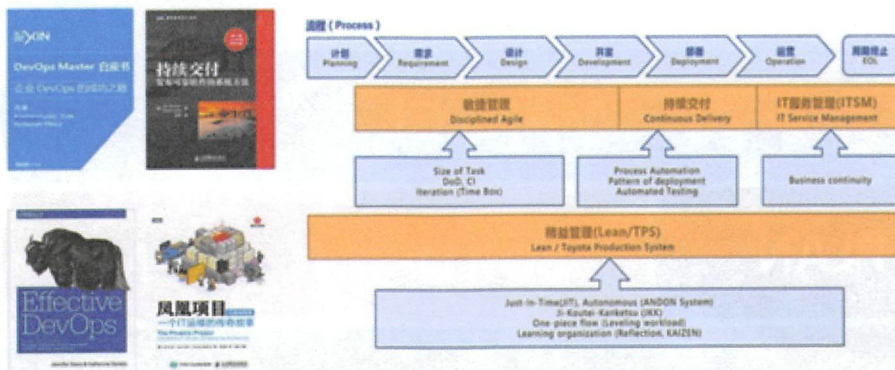 EXIN
DevOps Master 白皮书
企业 DevOps 的成功之路
持续交付
发布可靠软件的系统方法
O'REILLY
Effective
DevOps
Jennifer Davis & Katherine Daniels
凤凰项目
一个IT运维的传奇故事
The Phoenix Project
流程 ( Process )
计划
Planning
需求
Requirement
设计
Design
开发
Development
部署
Deployment
运营
Operation
周期终止
EOL
敏捷管理
Disciplined Agile
持续交付
Continuous Delivery
IT服务管理(ITSM)
IT Service Management
Size of Task
DoD, CI
Iteration (Time Box)
Process Automation
Pattern of deployment
Automated Testing
Business continuity
精益管理(Lean/TPS)
Lean / Toyota Production System
Just-In-Time(JIT), Autonomous (ANDON System)
Ji-Koutei-Kanketsu (JKK)
One-piece flow (Leveling workload)
Learning organization (Reflection, KAIZEN)